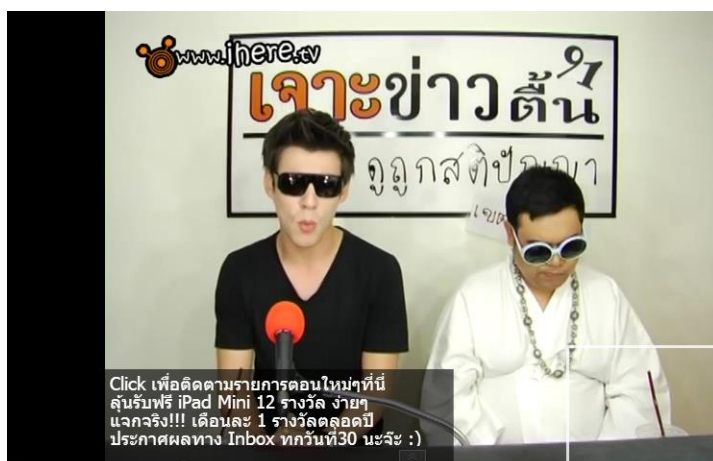 www.ihere.tv
เจาะข่าวตื้น 91
ดูถูกสติปัญญา
Click เพื่อติดตามรายการตอนใหม่ๆที่นี่
ลุ้นรับฟรี iPad Mini 12 รางวัล ง่ายๆ
แจกจริง!!! เดือนละ 1 รางวัลตลอดปี
ประกาศผลทาง Inbox ทุกวันที่30 นะจ๊ะ :)